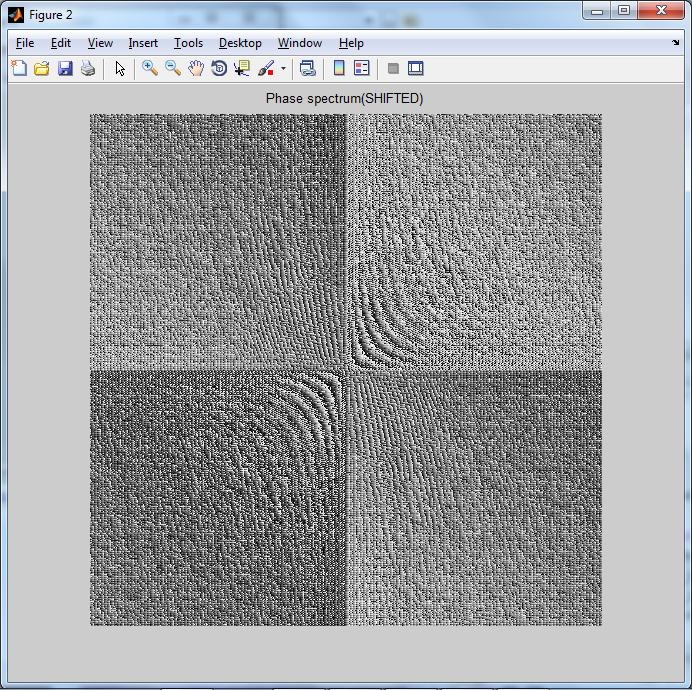 Figure 2
File Edit View Insert Tools Desktop Window Help
Phase spectrum(SHIFTED)